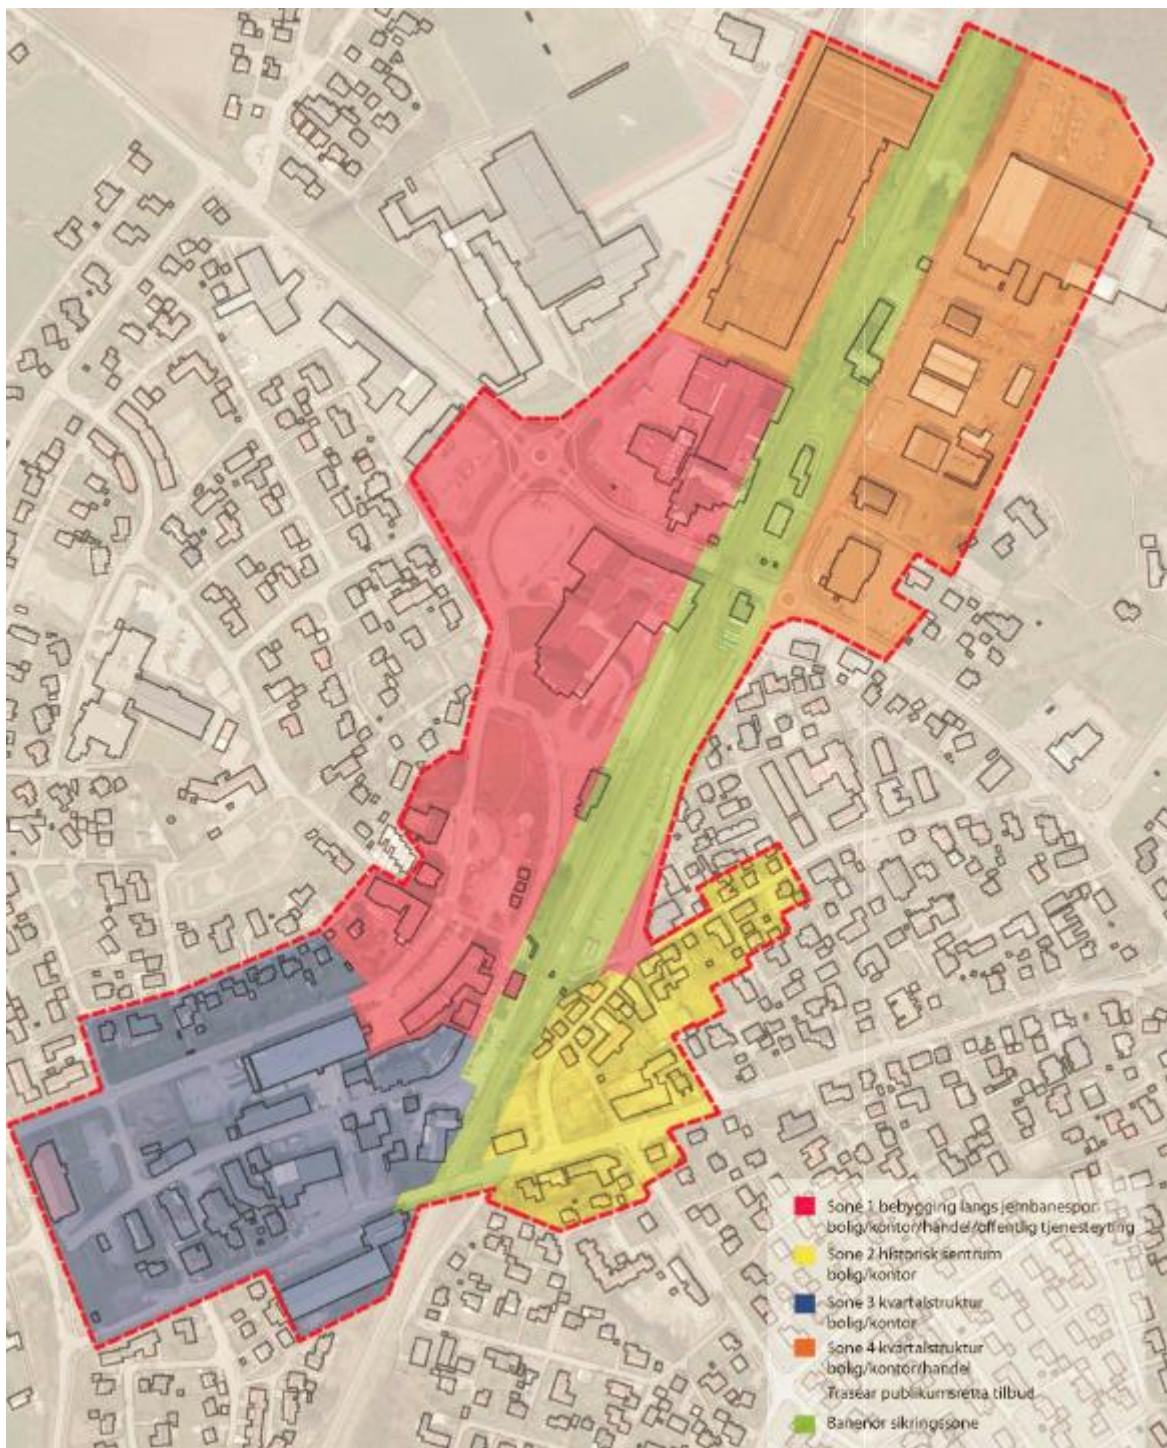 Sone 1 bebygging langs jernbanespor
bolig/kontor/handel/offentlig tjenesteyting
Sone 2 historisk sentrum
bolig/kontor
Sone 3 kvartalstruktur
bolig/kontor
Sone 4 kvartalstruktur
bolig/kontor/handel
Traséar publikumsretta tilbud
Banenor sikringssone